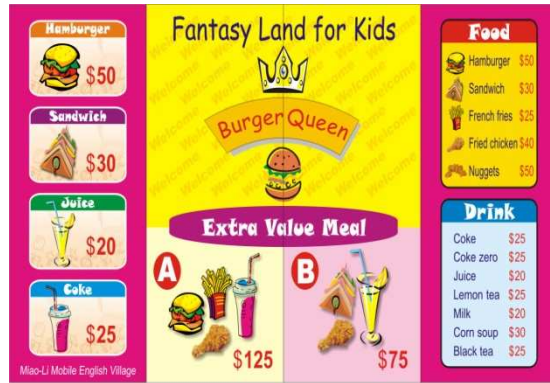 Hamburger
$50
Sandwich
$30
Juice
$20
Coke
$25
Miao-Li Mobile English Village
Fantasy Land for Kids
Burger Queen
Extra Value Meal
A
$125
B
$75
Food
Hamburger $50
Sandwich $30
French fries $25
Fried chicken $40
Nuggets $50
Drink
Coke $25
Coke zero $25
Juice $20
Lemon tea $25
Milk $20
Corn soup $30
Black tea $25